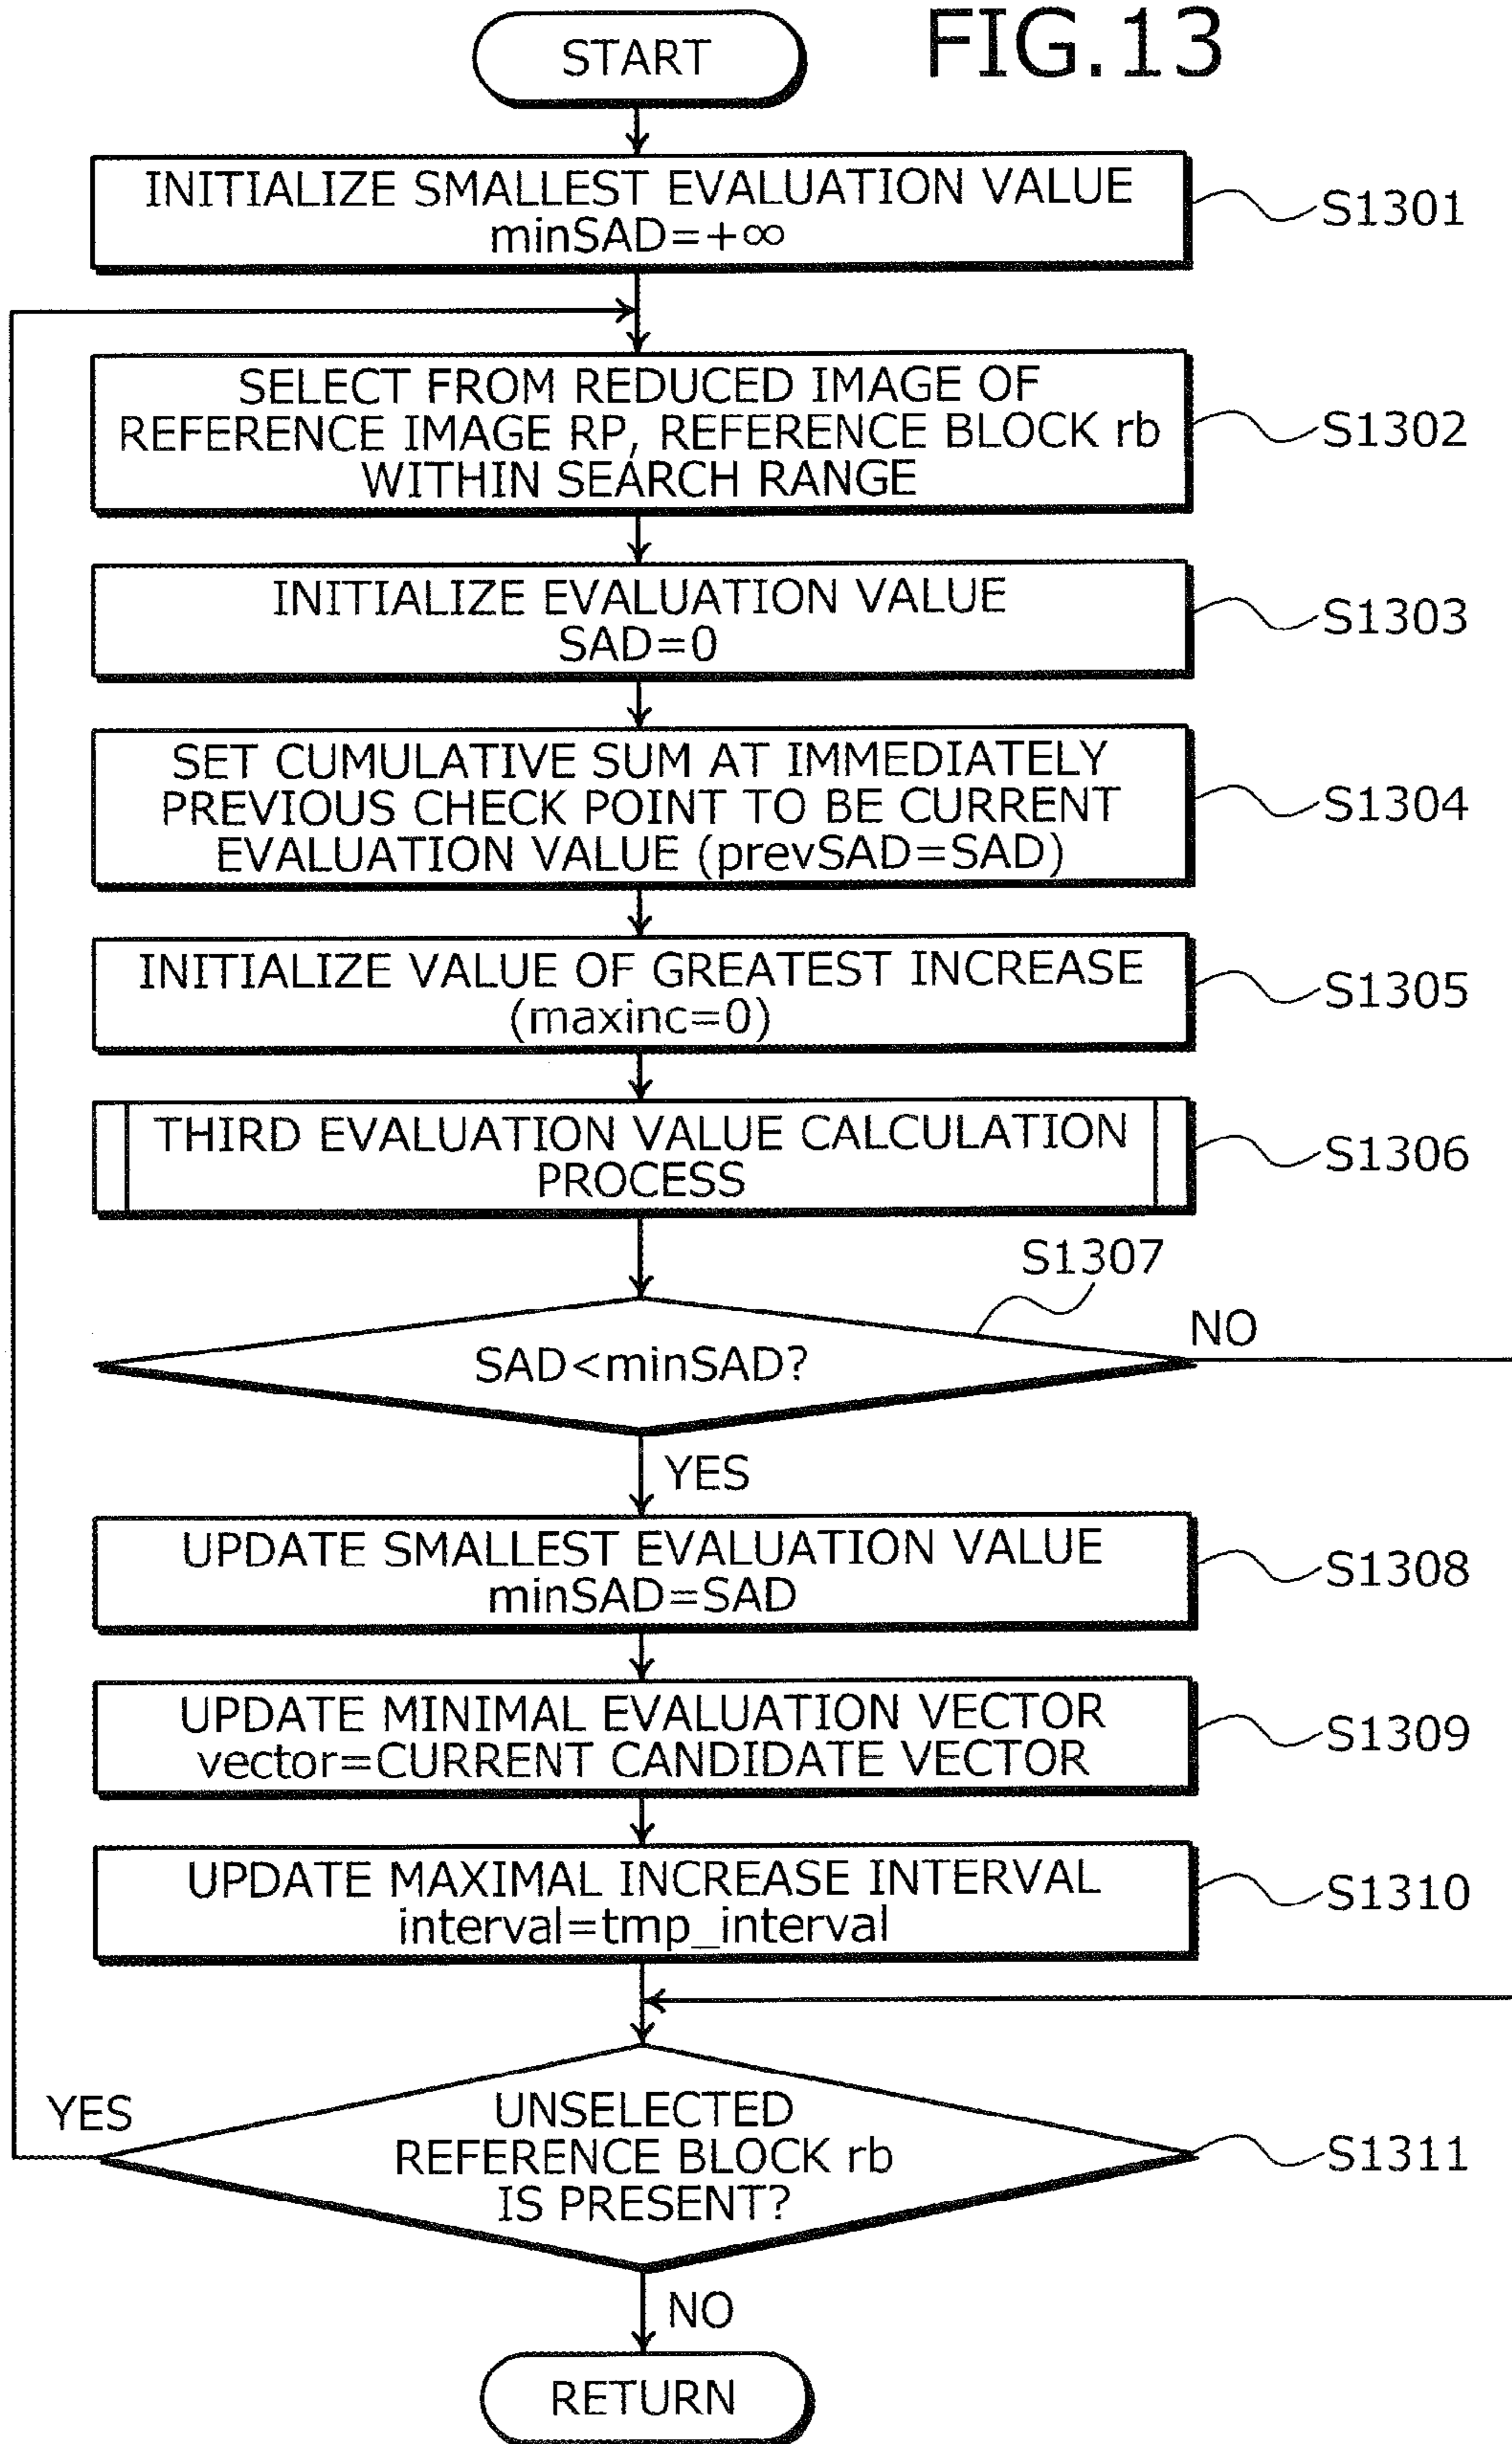 FIG.13
START
INITIALIZE SMALLEST EVALUATION VALUE
minSAD=+∞
S1301
SELECT FROM REDUCED IMAGE OF
REFERENCE IMAGE RP, REFERENCE BLOCK rb
WITHIN SEARCH RANGE
S1302
INITIALIZE EVALUATION VALUE
SAD=0
S1303
SET CUMULATIVE SUM AT IMMEDIATELY
PREVIOUS CHECK POINT TO BE CURRENT
EVALUATION VALUE (prevSAD=SAD)
S1304
INITIALIZE VALUE OF GREATEST INCREASE
(maxinc=0)
S1305
THIRD EVALUATION VALUE CALCULATION
PROCESS
S1306
S1307
SAD<minSAD?
NO
YES
UPDATE SMALLEST EVALUATION VALUE
minSAD=SAD
S1308
UPDATE MINIMAL EVALUATION VECTOR
vector=CURRENT CANDIDATE VECTOR
S1309
UPDATE MAXIMAL INCREASE INTERVAL
interval=tmp_interval
S1310
YES
UNSELECTED
REFERENCE BLOCK rb
IS PRESENT?
S1311
NO
RETURN